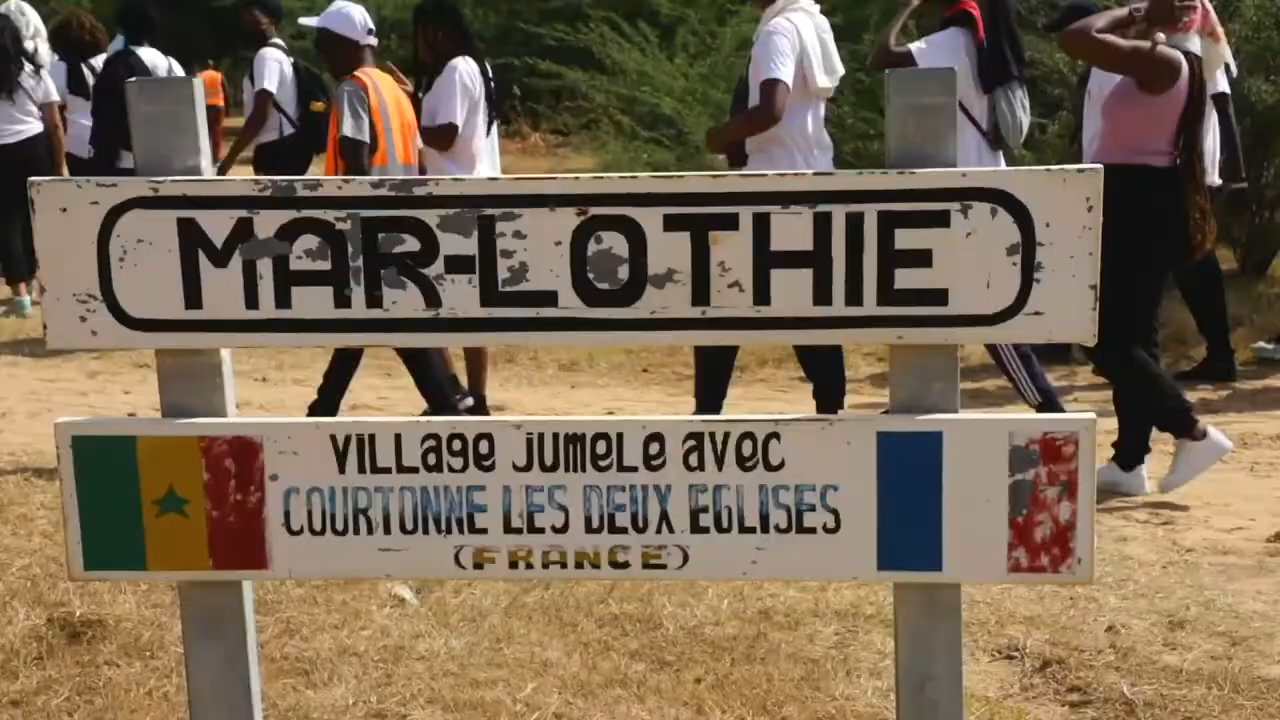 MAR-LOTHIE
VILLage jUMeLe avec
COURTONNE LES DEUX EGLISES
(FRANCE)